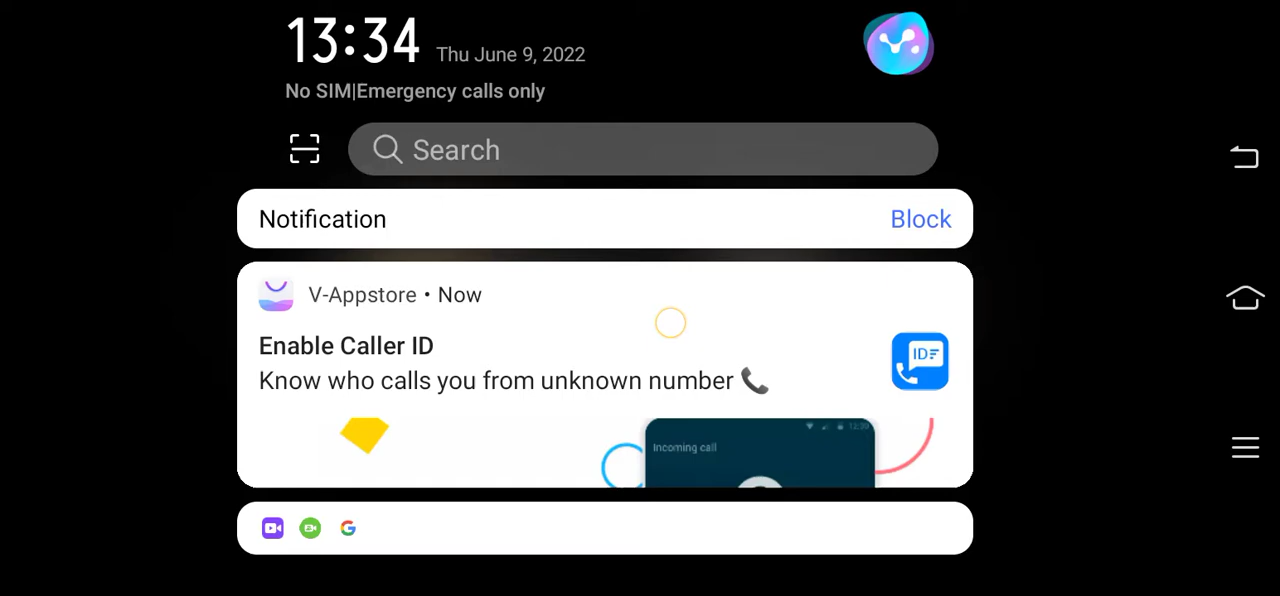 13:34 Thu June 9, 2022
No SIM|Emergency calls only
Search
Notification Block
V-Appstore • Now
Enable Caller ID
Know who calls you from unknown number 📞
ID
Incoming call